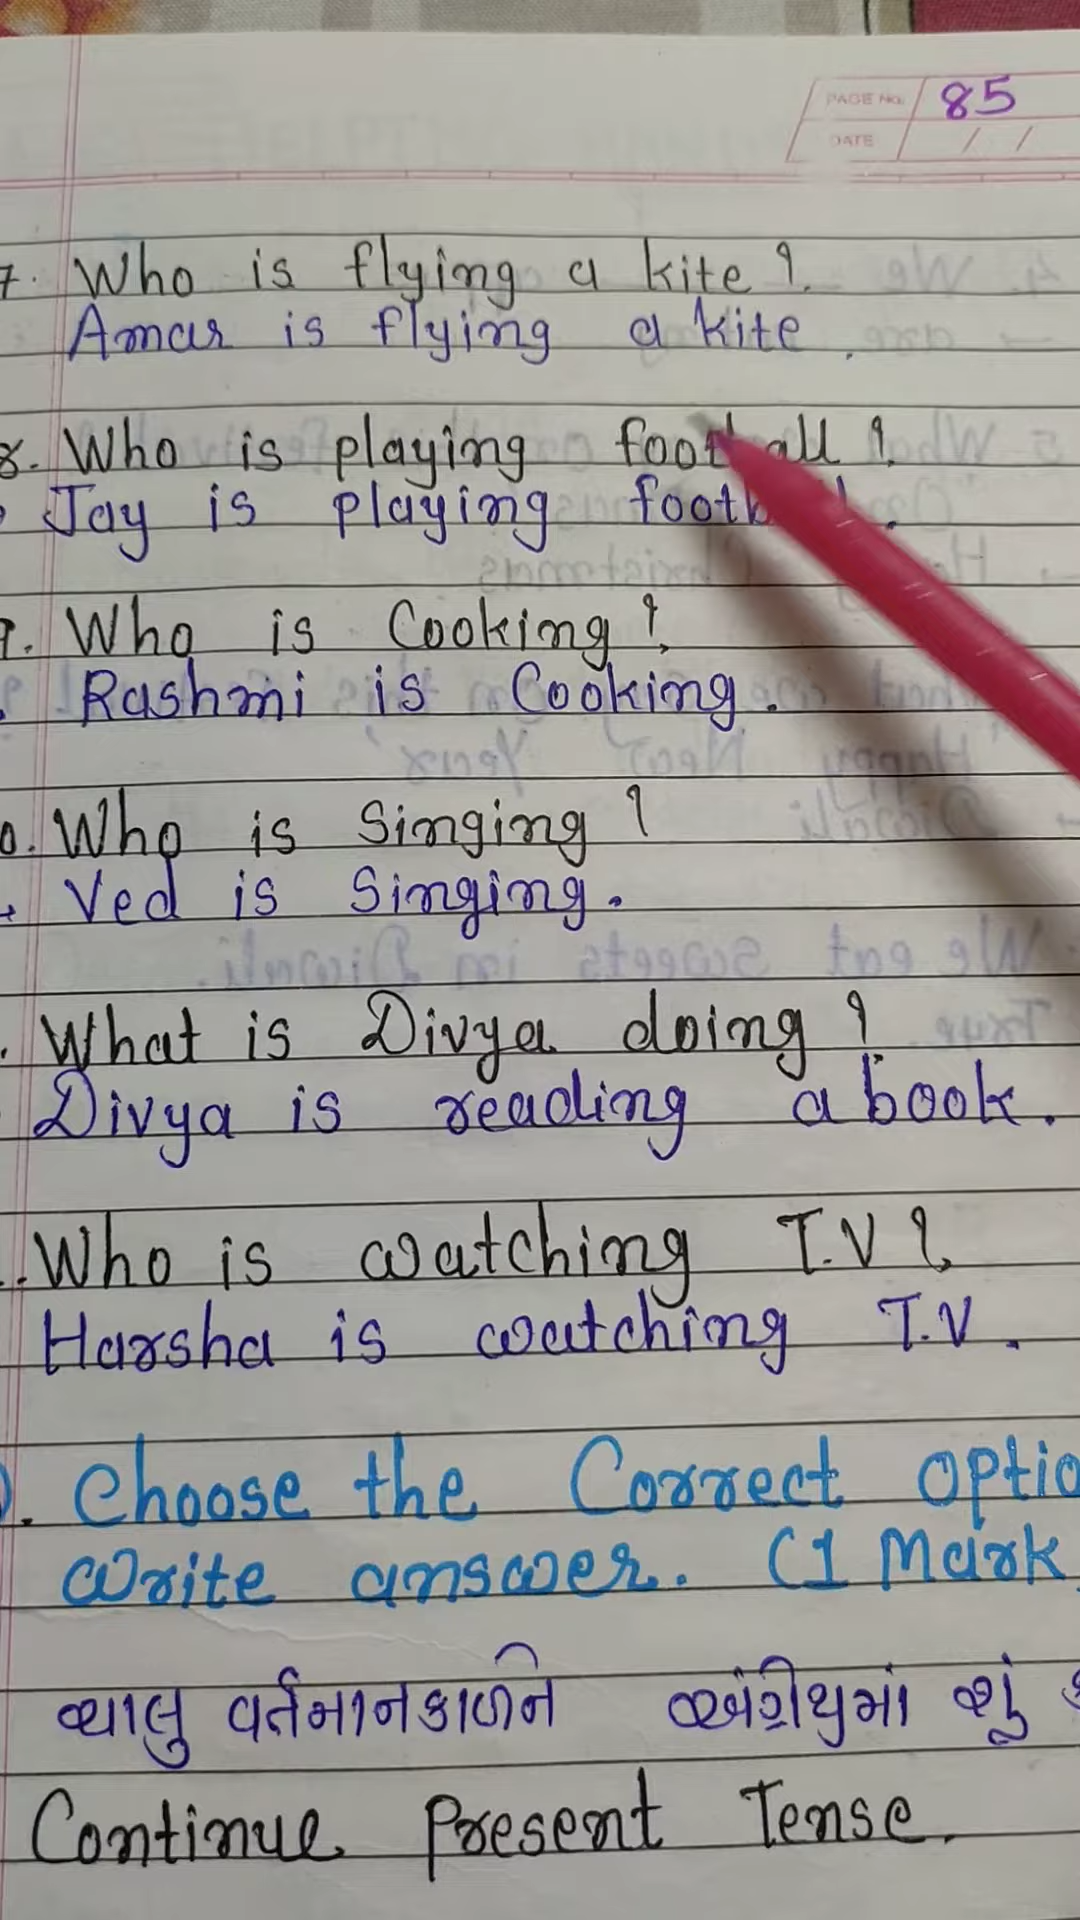 PAGE No. 85
DATE / /
7. Who is flying a kite?
Amar is flying a kite.
8. Who is playing football?
Jay is playing
9. Who is Cooking?
Rashmi is Cooking.
0. Who is Singing?
Ved is Singing.
. What is Divya doing?
Divya is reading a book.
. Who is watching T.V?
Harsha is watching T.V.
. Choose the Correct
write answer. (1 Mark
ચાલુ વર્તમાનકાળને અંગ્રેજીમાં શું
Continue Present Tense.